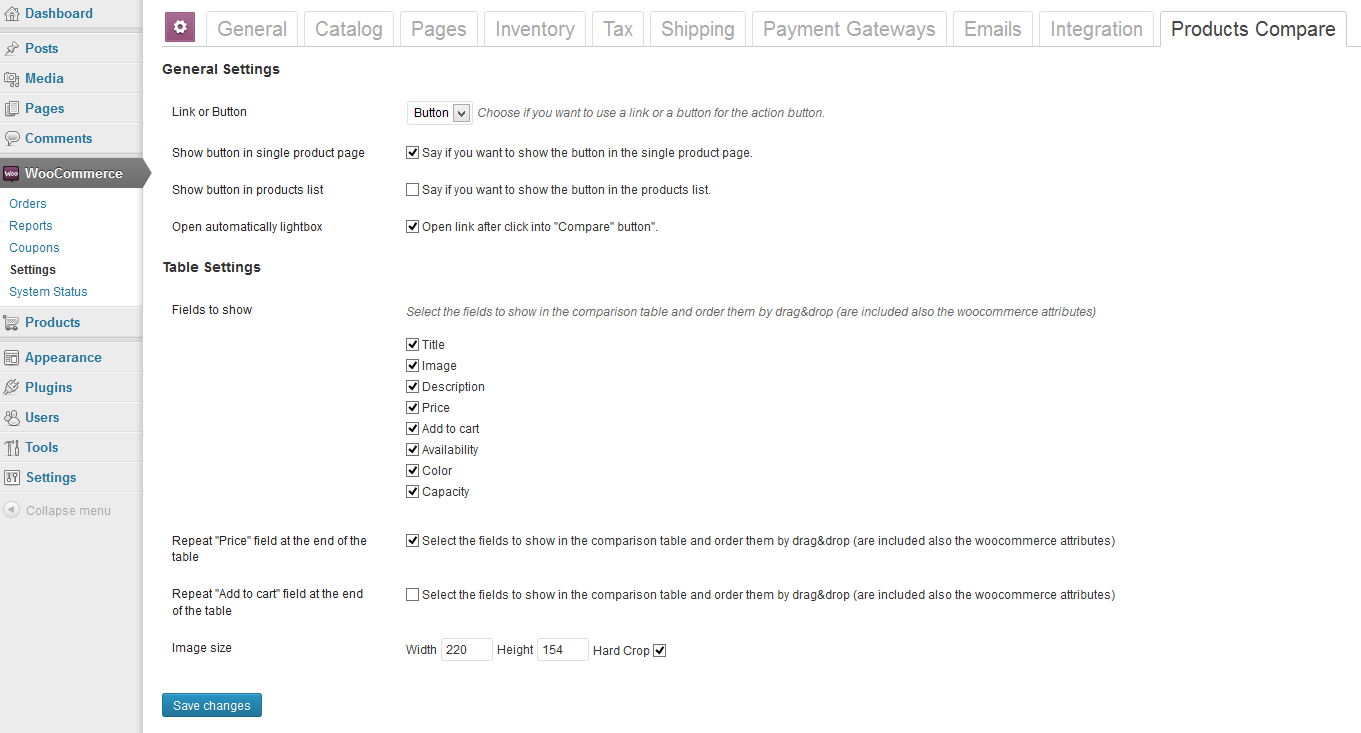 Dashboard
Posts
Media
Pages
Comments
Woo WooCommerce
Orders
Reports
Coupons
Settings
System Status
Products
Appearance
Plugins
Users
Tools
Settings
Collapse menu
General Catalog Pages Inventory Tax Shipping Payment Gateways Emails Integration Products Compare
General Settings
Link or Button Button Choose if you want to use a link or a button for the action button.
Show button in single product page Say if you want to show the button in the single product page.
Show button in products list Say if you want to show the button in the products list.
Open automatically lightbox Open link after click into "Compare" button".
Table Settings
Fields to show Select the fields to show in the comparison table and order them by drag&drop (are included also the woocommerce attributes)
Title
Image
Description
Price
Add to cart
Availability
Color
Capacity
Repeat "Price" field at the end of the
table
Select the fields to show in the comparison table and order them by drag&drop (are included also the woocommerce attributes)
Repeat "Add to cart" field at the end
of the table
Select the fields to show in the comparison table and order them by drag&drop (are included also the woocommerce attributes)
Image size Width 220 Height 154 Hard Crop
Save changes